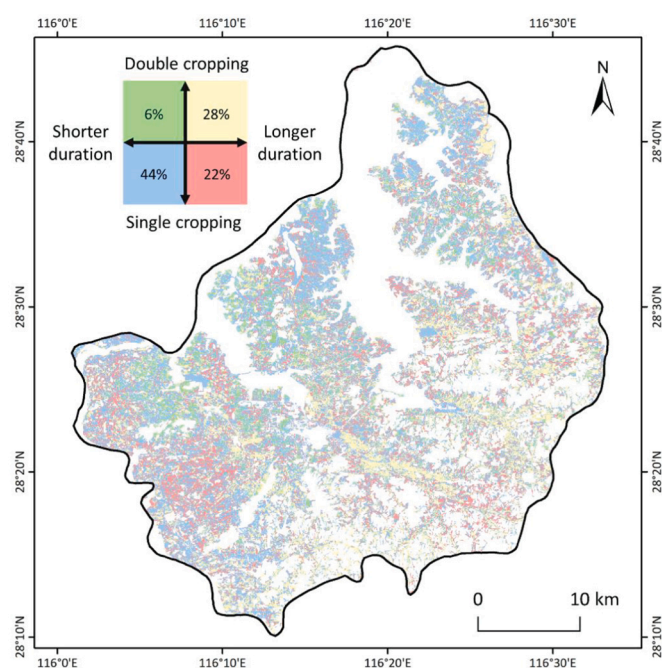 116°0'E 116°10'E 116°20'E 116°30'E
Double cropping
N
6% 28%
Shorter duration
Longer duration
44% 22%
Single cropping
28°40'N 28°40'N
28°30'N 28°30'N
28°20'N 28°20'N
0 10 km
28°10'N 28°10'N
116°0'E 116°10'E 116°20'E 116°30'E